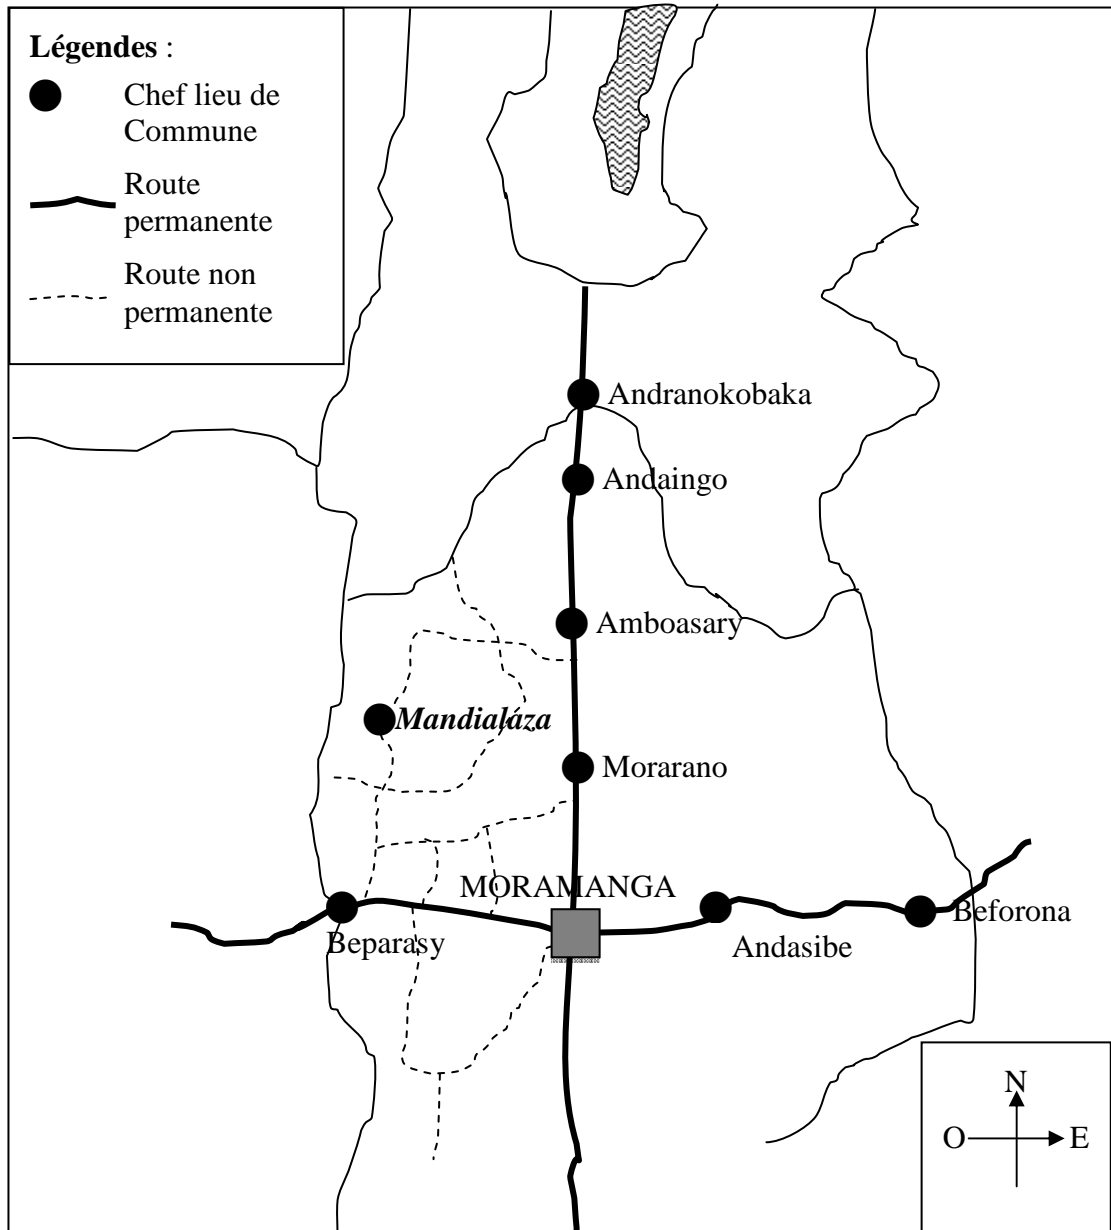 Légendes :
Chef lieu de
Commune
Route
permanente
Route non
permanente
Andranokobaka
Andaingo
Amboasary
Mandialaza
Morarano
MORAMANGA
Beforona
Beparasy
Andasibe
N
O
E